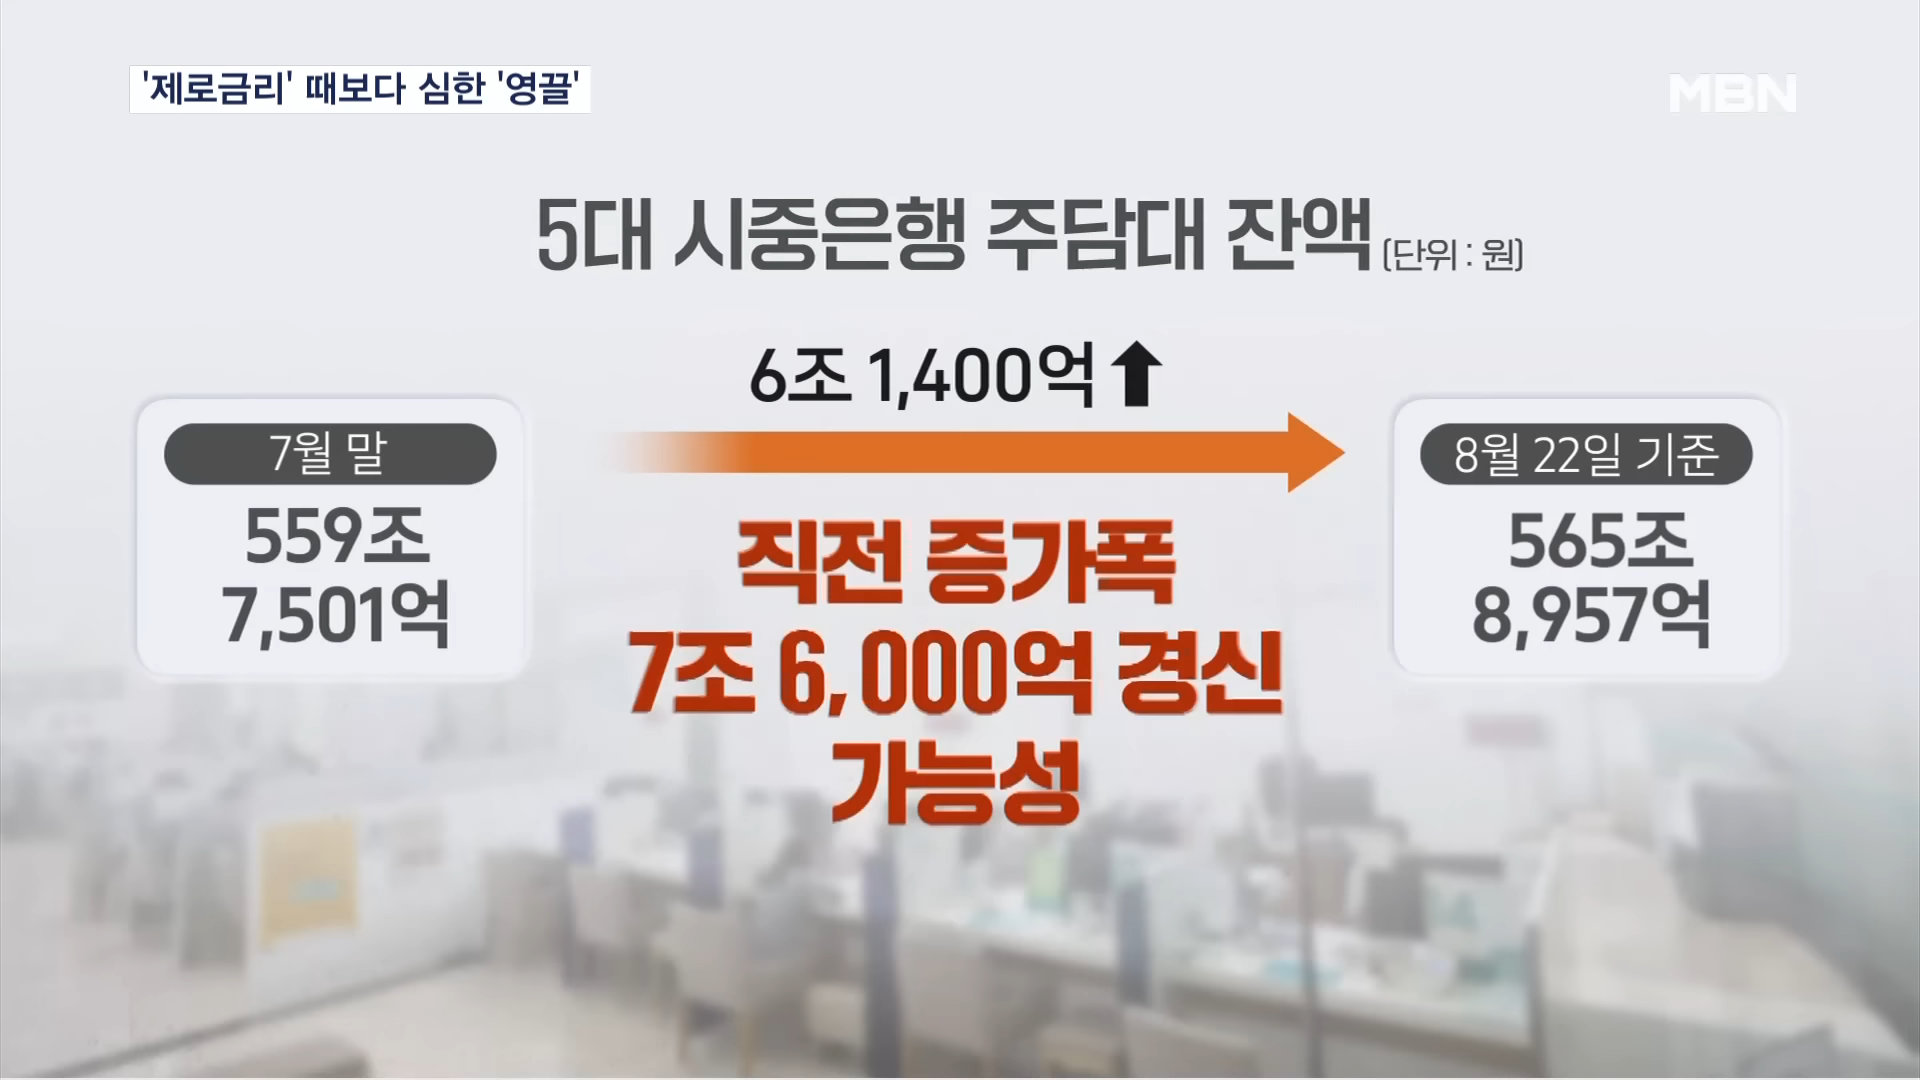 '제로금리' 때보다 심한 '영끌'
MBN
5대 시중은행 주담대 잔액 (단위 : 원)
6조 1,400억
7월 말
559조
7,501억
8월 22일 기준
565조
8,957억
직전 증가폭
7조 6,000억 경신
가능성